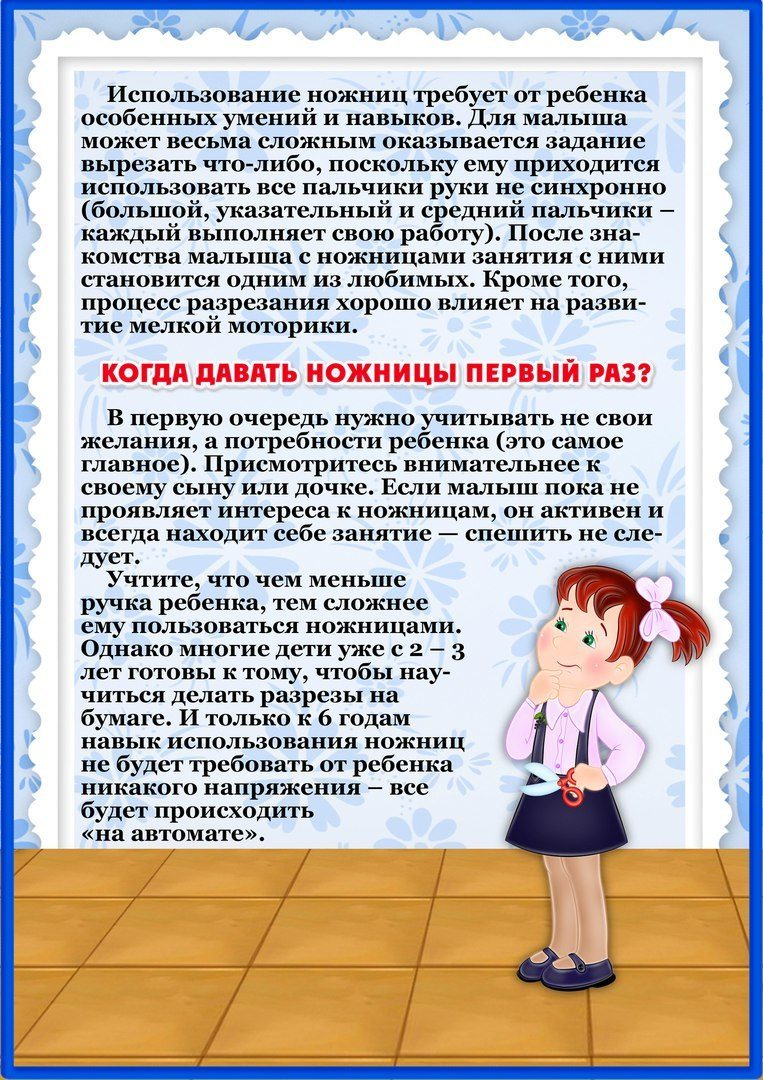 Использование ножниц требует от ребенка
особенных умений и навыков. Для малыша
может весьма сложным оказывается задание
вырезать что-либо, поскольку ему приходится
использовать все пальчики руки не синхронно
(большой, указательный и средний пальчики –
каждый выполняет свою работу). После зна-
комства малыша с ножницами занятия с ними
становится одним из любимых. Кроме того,
процесс разрезания хорошо влияет на разви-
тие мелкой моторики.
КОГДА ДАВАТЬ НОЖНИЦЫ ПЕРВЫЙ РАЗ?
В первую очередь нужно учитывать не свои
желания, а потребности ребенка (это самое
главное). Присмотритесь внимательнее к
своему сыну или дочке. Если малыш пока не
проявляет интереса к ножницам, он активен и
всегда находит себе занятие — спешить не сле-
дует.
Учтите, что чем меньше
ручка ребенка, тем сложнее
ему пользоваться ножницами.
Однако многие дети уже с 2 – 3
лет готовы к тому, чтобы нау-
читься делать разрезы на
бумаге. И только к 6 годам
навык использования ножниц
не будет требовать от ребенка
никакого напряжения – все
будет происходить
«на автомате».